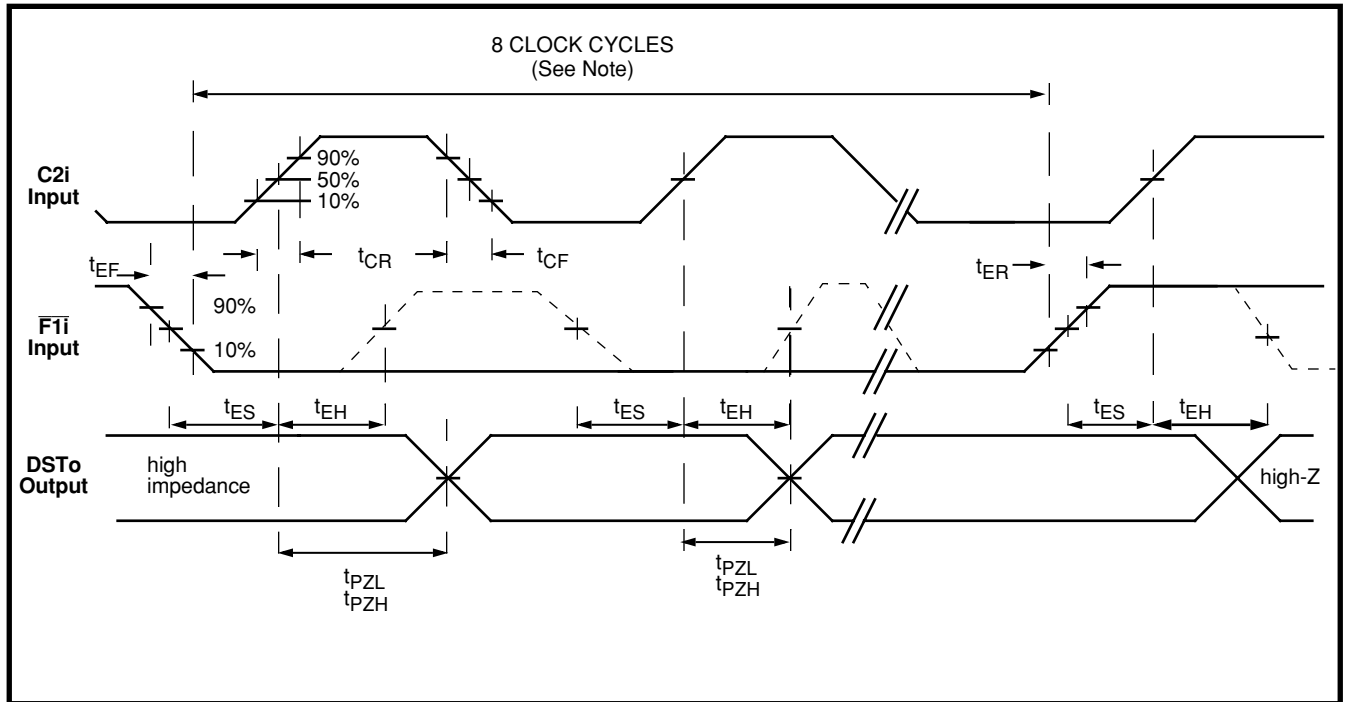 8 CLOCK CYCLES
(See Note)
C2i
Input
90%
50%
10%
tCR
tCF
tEF
tER
F1i
Input
90%
10%
tES
tEH
tES
tEH
tES
tEH
DSTo
Output
high
impedance
high-Z
tPZL
tPZH
tPZL
tPZH